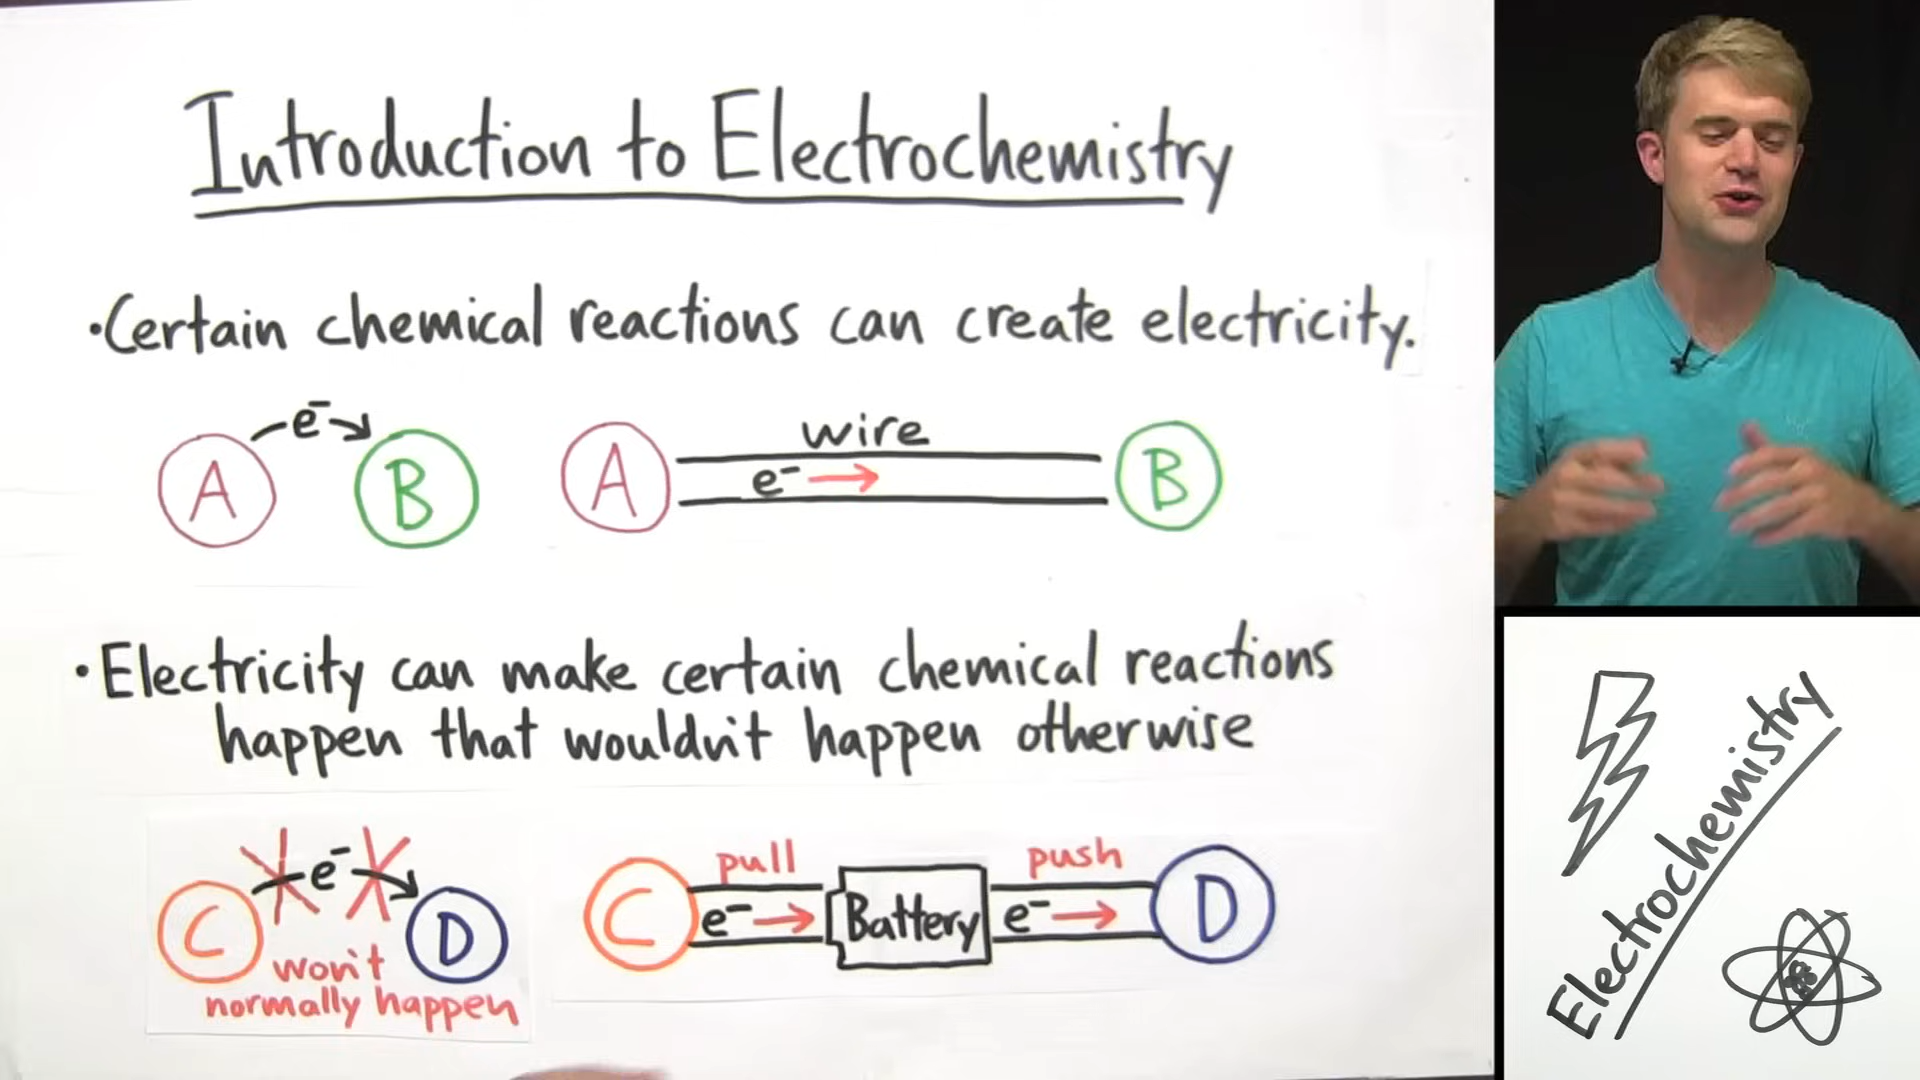 Introduction to Electrochemistry
•Certain chemical reactions can create electricity.
A e⁻ B
wire
A e⁻ B
•Electricity can make certain chemical reactions
happen that wouldn't happen otherwise
C e⁻ D
won't
normally happen
pull push
C e⁻ Battery e⁻ D
Electrochemistry